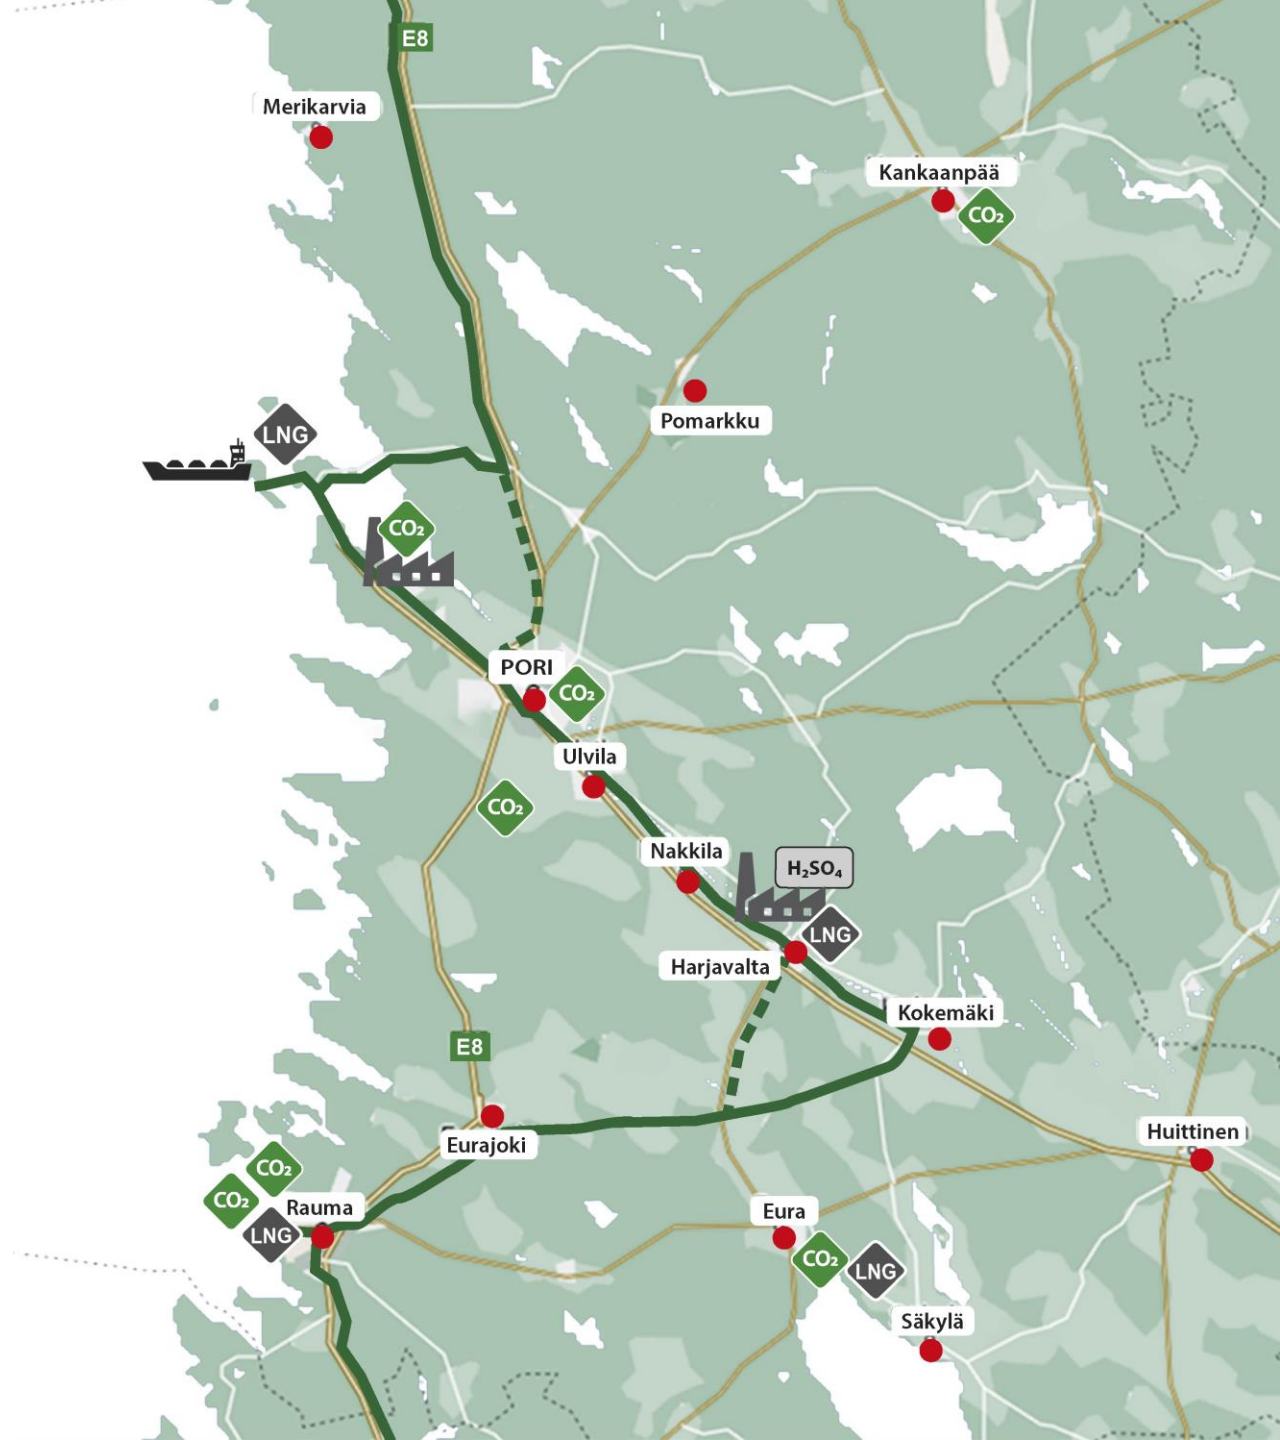 E8
Merikarvia
Kankaanpää
CO₂
Pomarkku
LNG
CO₂
PORI
CO₂
Ulvila
CO₂
Nakkila
H₂SO₄
LNG
Harjavalta
Kokemäki
E8
Huittinen
Eurajoki
CO₂
CO₂
Rauma
LNG
Eura
CO₂
LNG
Säkylä